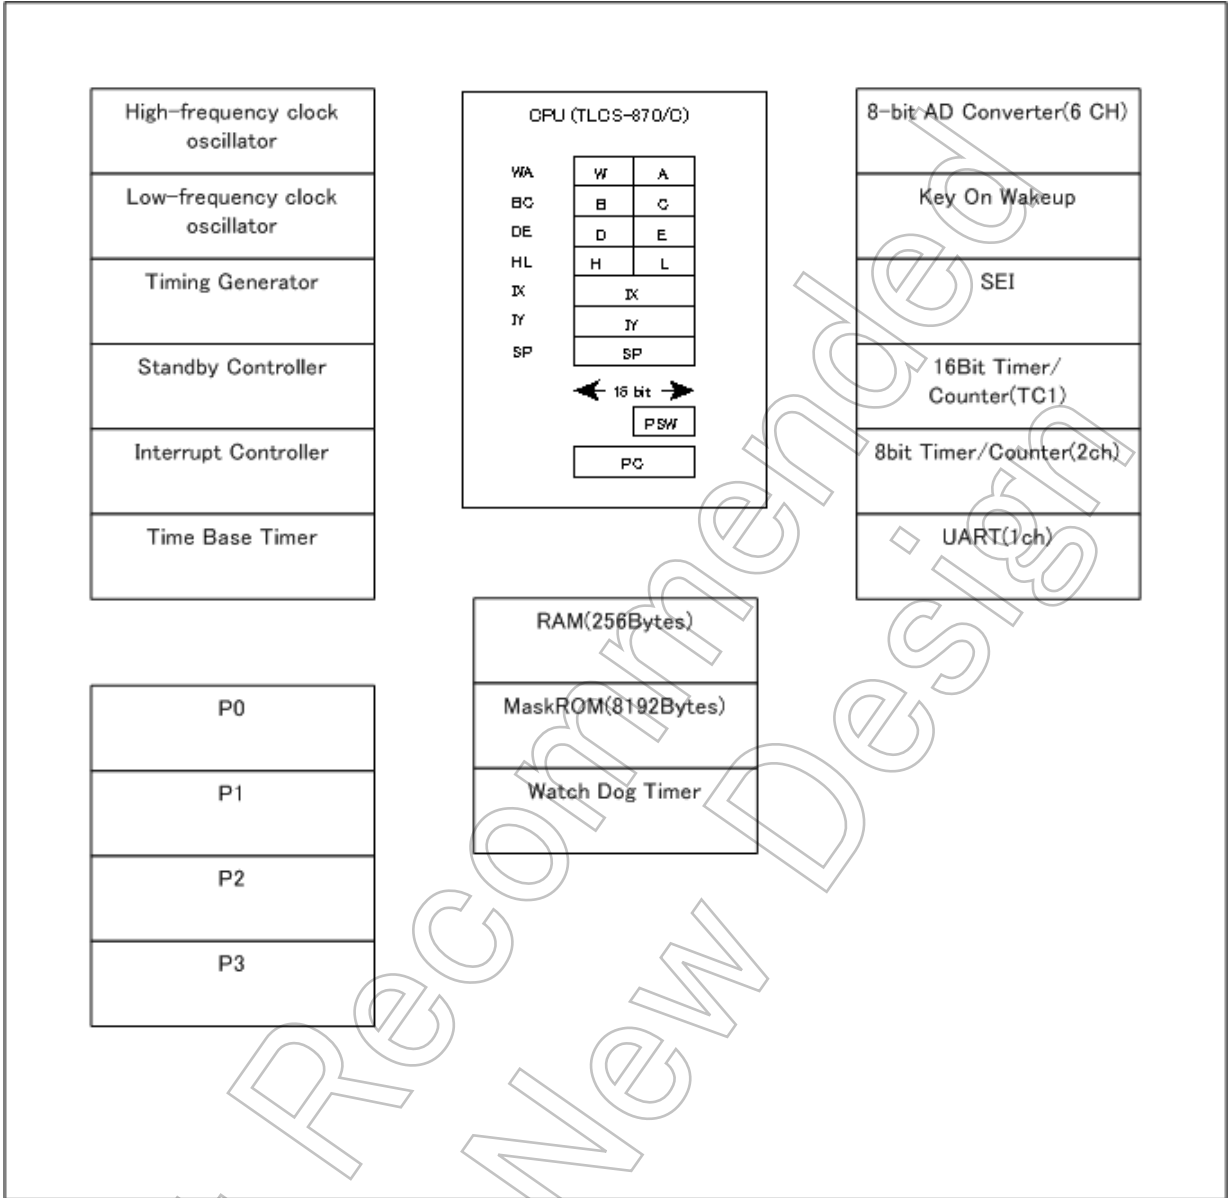 High-frequency clock
oscillator
Low-frequency clock
oscillator
Timing Generator
Standby Controller
Interrupt Controller
Time Base Timer
P0
P1
P2
P3
CPU (TLCS-870/C)
WA W A
BC B C
DE D E
HL H L
IX IX
IY IY
SP SP
16 bit
PSW
PC
RAM(256Bytes)
MaskROM(8192Bytes)
Watch Dog Timer
8-bit AD Converter(6 CH)
Key On Wakeup
SEI
16Bit Timer/
Counter(TC1)
8bit Timer/Counter(2ch)
UART(1ch)
Recommended
New Design